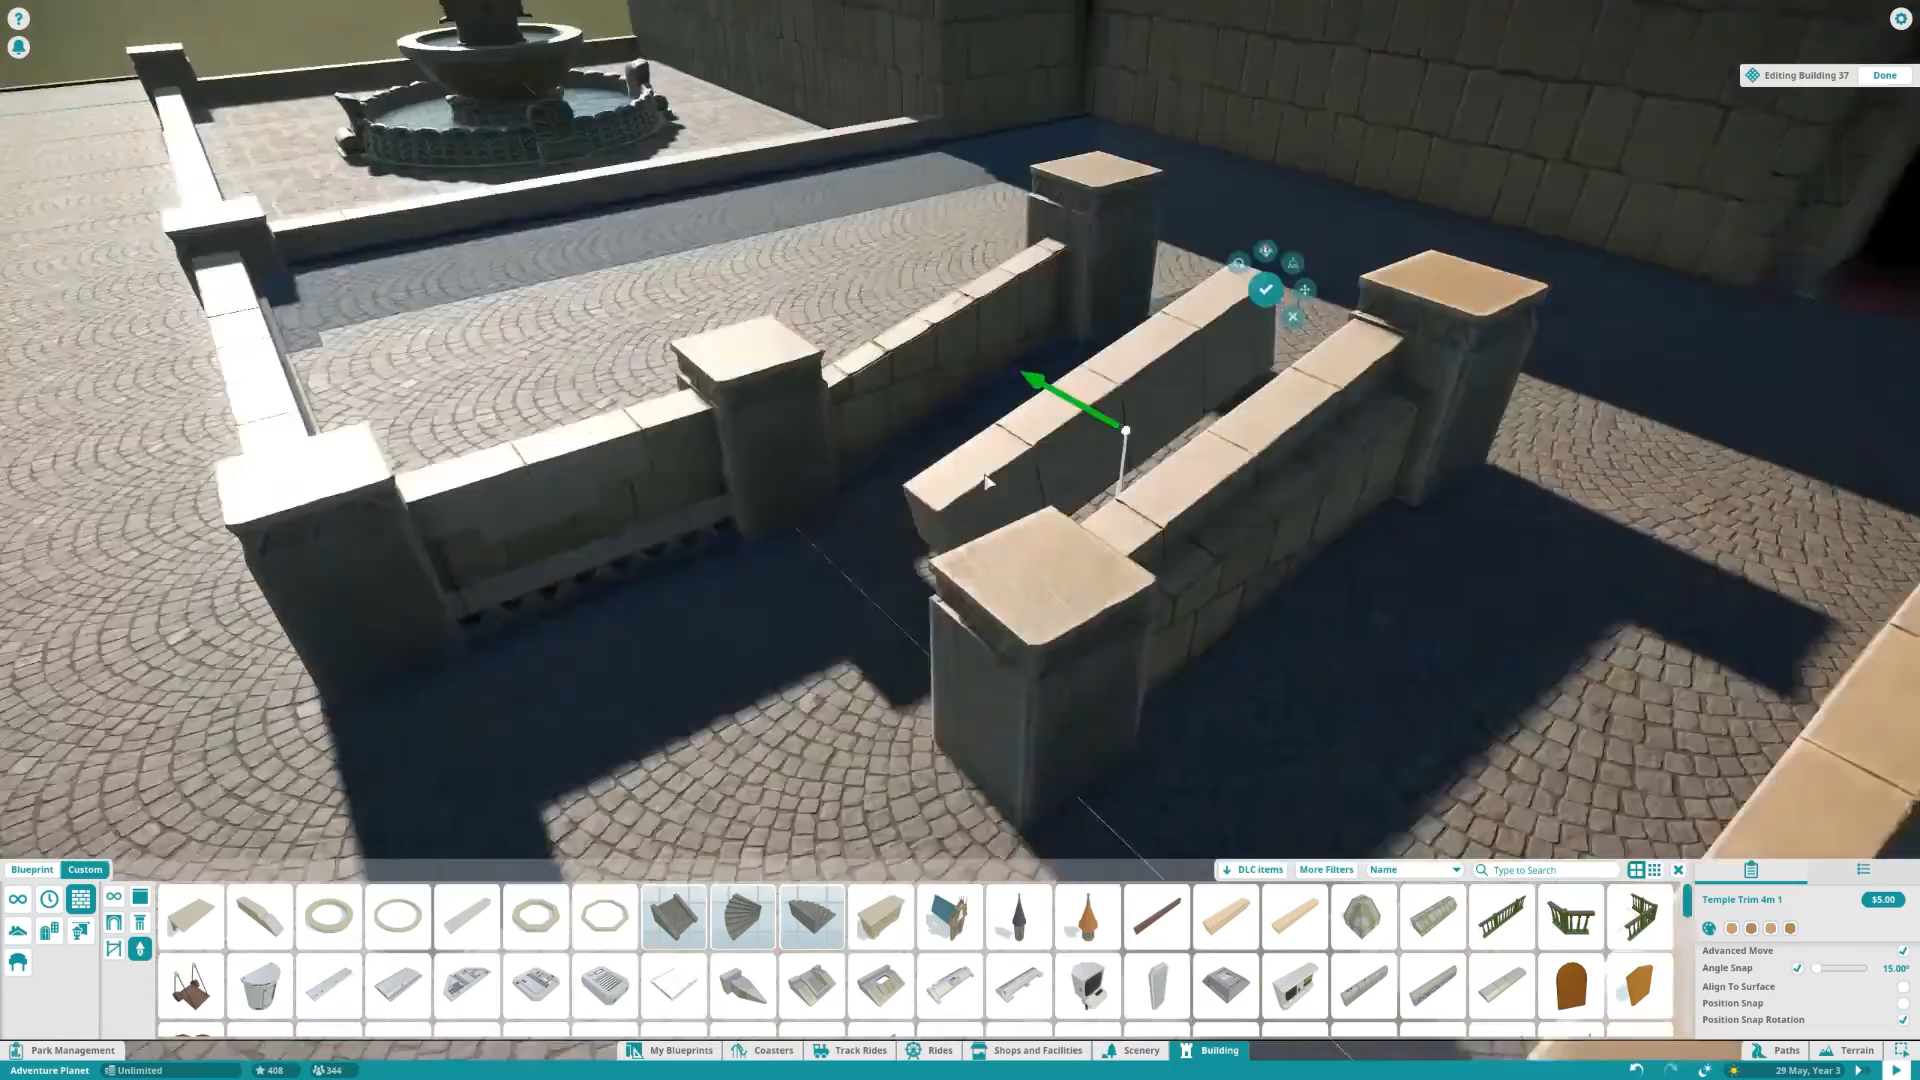 ?
Editing Building 37 Done
Blueprint Custom
DLC items More Filters Name Type to Search
Temple Trim 4m 1 $5.00
Advanced Move
Angle Snap 15.00°
Align To Surface
Position Snap
Position Snap Rotation
Park Management My Blueprints Coasters Track Rides Rides Shops and Facilities Scenery Building Paths Terrain
Adventure Planet Unlimited 408 344 29 May, Year 3